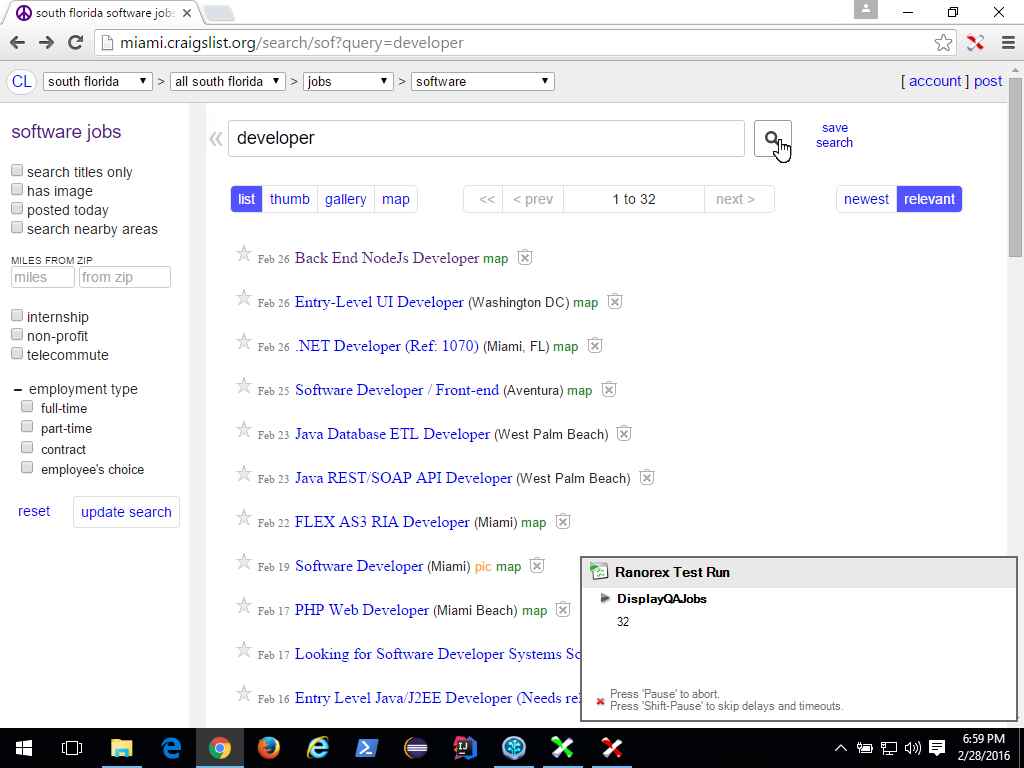 south florida software jobs
miami.craigslist.org/search/sof?query=developer
CL south florida > all south florida > jobs > software [ account ] post
software jobs
search titles only
has image
posted today
search nearby areas
MILES FROM ZIP
miles from zip
internship
non-profit
telecommute
employment type
full-time
part-time
contract
employee's choice
reset update search
« developer save search
list thumb gallery map << < prev 1 to 32 next > newest relevant
Feb 26 Back End NodeJs Developer map
Feb 26 Entry-Level UI Developer (Washington DC) map
Feb 26 .NET Developer (Ref: 1070) (Miami, FL) map
Feb 25 Software Developer / Front-end (Aventura) map
Feb 23 Java Database ETL Developer (West Palm Beach)
Feb 23 Java REST/SOAP API Developer (West Palm Beach)
Feb 22 FLEX AS3 RIA Developer (Miami) map
Feb 19 Software Developer (Miami) pic map
Feb 17 PHP Web Developer (Miami Beach) map
Feb 17 Looking for Software Developer Systems
Feb 16 Entry Level Java/J2EE Developer (Needs
Ranorex Test Run
DisplayQAJobs
32
Press 'Pause' to abort.
Press 'Shift-Pause' to skip delays and timeouts.
6:59 PM
2/28/2016